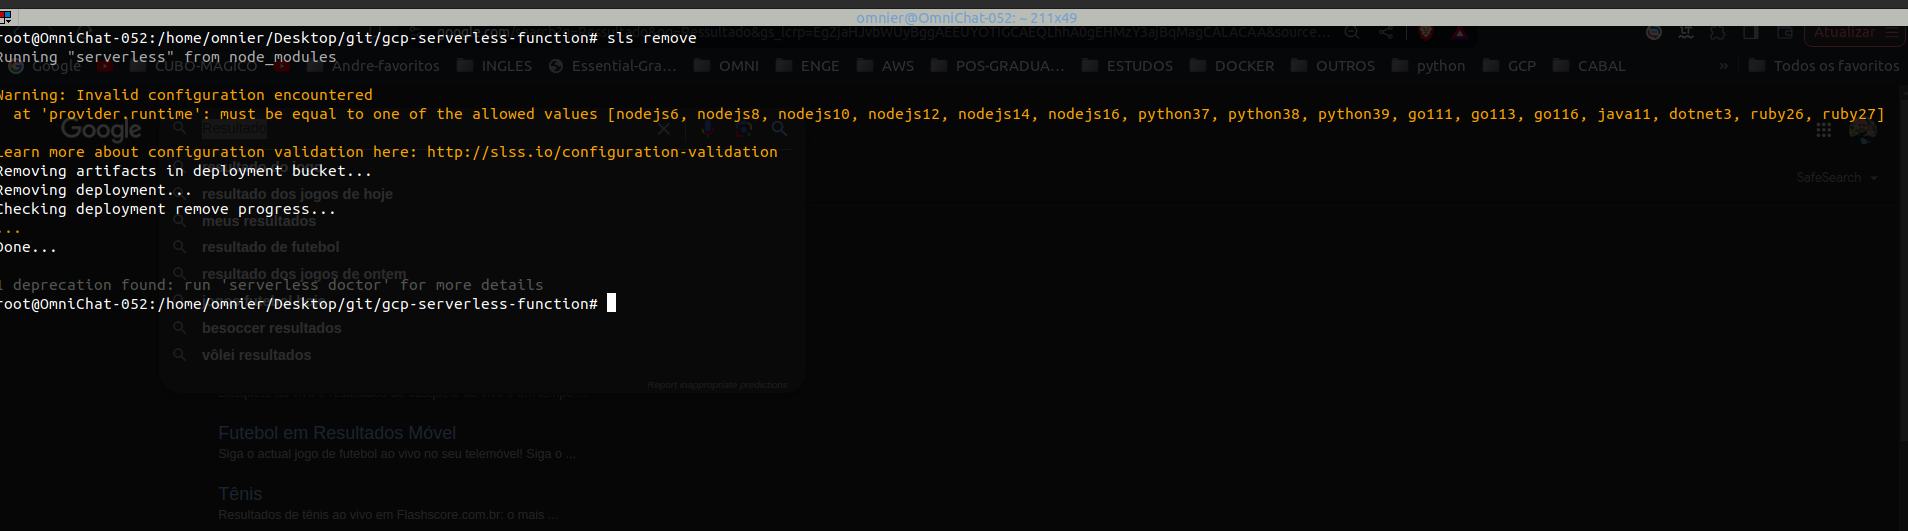 omnier@OmniChat-052: ~ 211x49
root@OmniChat-052:/home/omnier/Desktop/git/gcp-serverless-function# sls remove
Atualizar
Running "serverless" from node_modules
Google
CUBO-MAGICO
Andre-favoritos
INGLES
Essential-Gra...
OMNI
ENGE
AWS
POS-GRADUA...
ESTUDOS
DOCKER
OUTROS
python
GCP
CABAL
»
Todos os favoritos
Warning: Invalid configuration encountered
at 'provider.runtime': must be equal to one of the allowed values [nodejs6, nodejs8, nodejs10, nodejs12, nodejs14, nodejs16, python37, python38, python39, go111, go113, go116, java11, dotnet3, ruby26, ruby27]
Google
Resultado
Learn more about configuration validation here: http://slss.io/configuration-validation
resultado do jogo
Removing artifacts in deployment bucket...
SafeSearch
Removing deployment...
resultado dos jogos de hoje
Checking deployment remove progress...
meus resultados
...
Done...
resultado de futebol
resultado dos jogos de ontem
1 deprecation found: run 'serverless doctor' for more details
root@OmniChat-052:/home/omnier/Desktop/git/gcp-serverless-function#
besoccer resultados
vôlei resultados
Report inappropriate predictions
Futebol em Resultados Móvel
Siga o actual jogo de futebol ao vivo no seu telemóvel! Siga o ...
Tênis
Resultados de tênis ao vivo em Flashscore.com.br: o mais ...